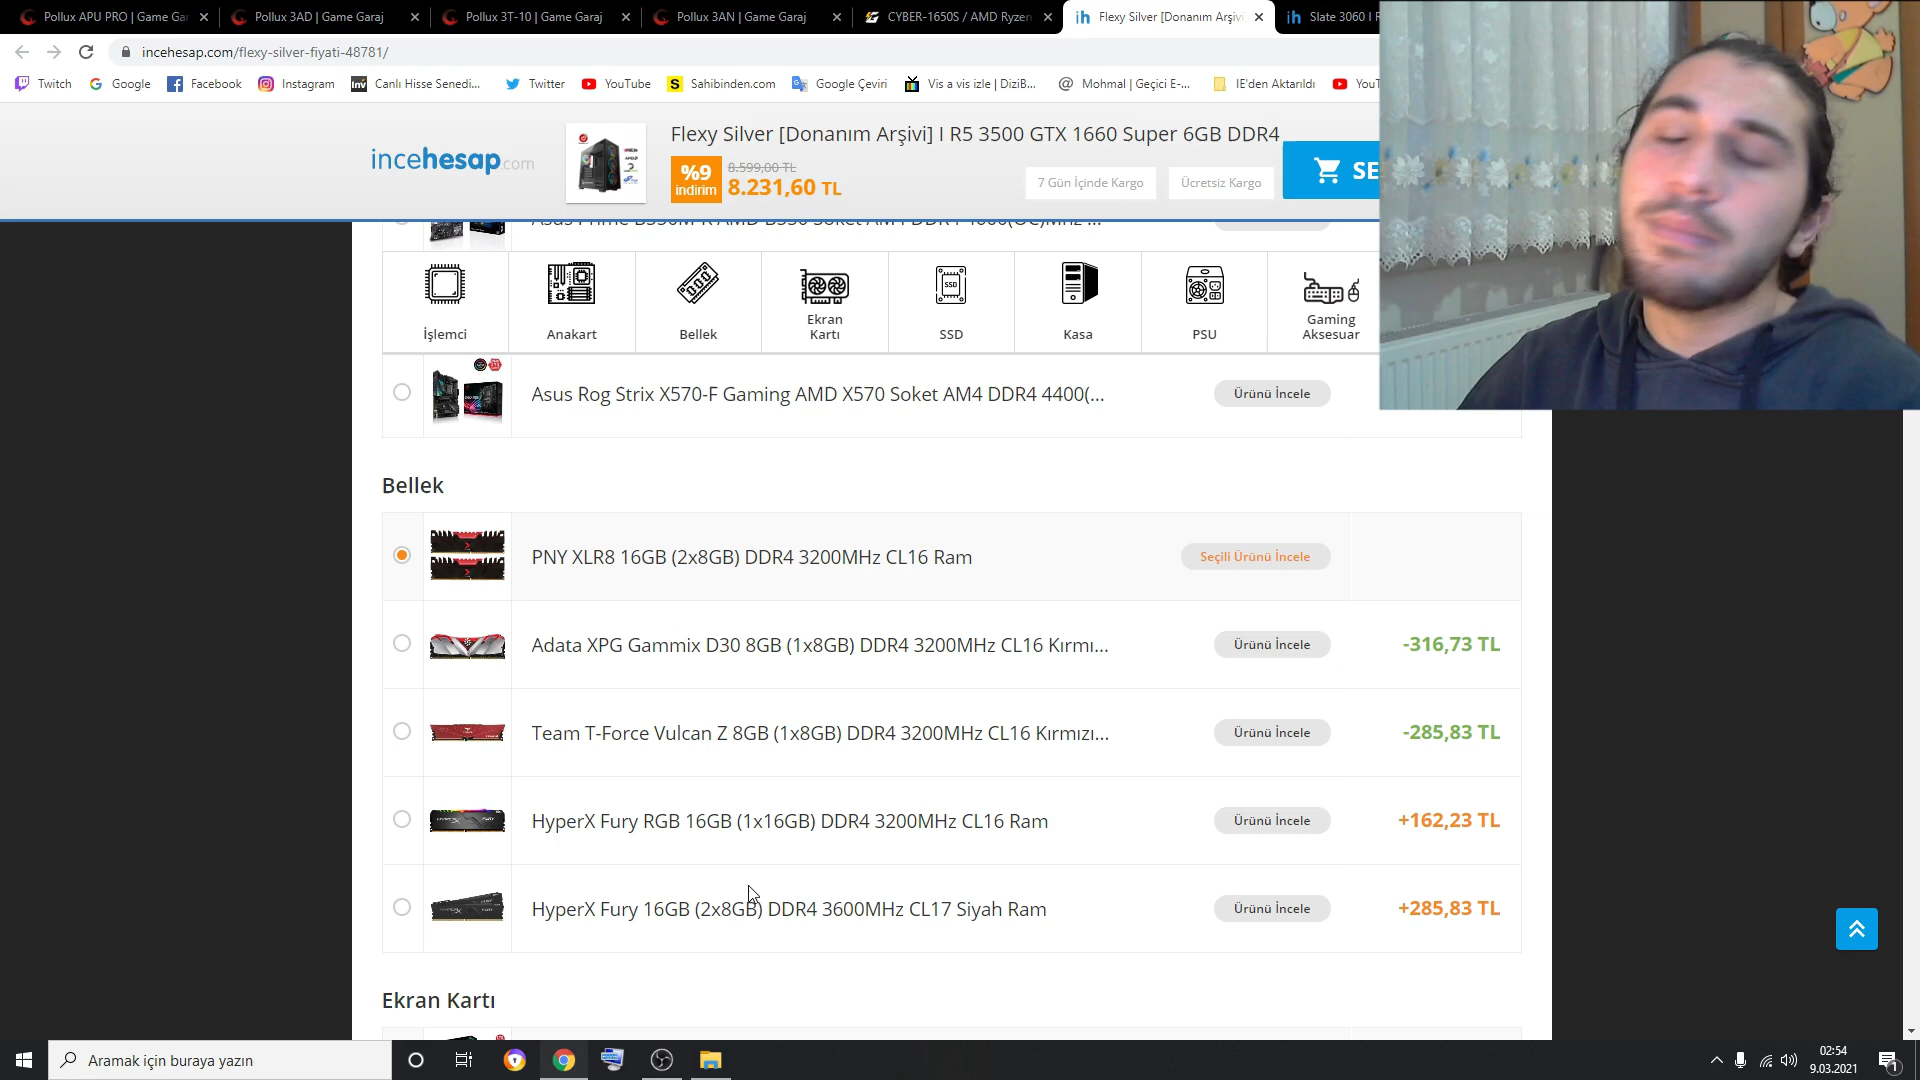 Pollux APU PRO | Game Gar
Pollux 3AD | Game Garaj
Pollux 3T-10 | Game Garaj
Pollux 3AN | Game Garaj
CYBER-1650S / AMD Ryzen
Flexy Silver [Donanım Arşivi]
Slate 3060 I R
incehesap.com/flexy-silver-fiyati-48781/
Twitch
Google
Facebook
Instagram
Canlı Hisse Senedi...
Twitter
YouTube
Sahibinden.com
Google Çeviri
Vis a vis izle | DiziB...
Mohmal | Geçici E-...
IE'den Aktarıldı
YouT
incehesap.com
Flexy Silver [Donanım Arşivi] I R5 3500 GTX 1660 Super 6GB DDR4
%9
indirim
8.599,00 TL
8.231,60 TL
7 Gün İçinde Kargo
Ücretsiz Kargo
SE
İşlemci
Anakart
Bellek
Ekran
Kartı
SSD
Kasa
PSU
Gaming
Aksesuar
Asus Rog Strix X570-F Gaming AMD X570 Soket AM4 DDR4 4400(...
Ürünü İncele
Bellek
PNY XLR8 16GB (2x8GB) DDR4 3200MHz CL16 Ram
Seçili Ürünü İncele
Adata XPG Gammix D30 8GB (1x8GB) DDR4 3200MHz CL16 Kırmı...
Ürünü İncele
-316,73 TL
Team T-Force Vulcan Z 8GB (1x8GB) DDR4 3200MHz CL16 Kırmızı...
Ürünü İncele
-285,83 TL
HyperX Fury RGB 16GB (1x16GB) DDR4 3200MHz CL16 Ram
Ürünü İncele
+162,23 TL
HyperX Fury 16GB (2x8GB) DDR4 3600MHz CL17 Siyah Ram
Ürünü İncele
+285,83 TL
Ekran Kartı
Aramak için buraya yazın
02:54
9.03.2021